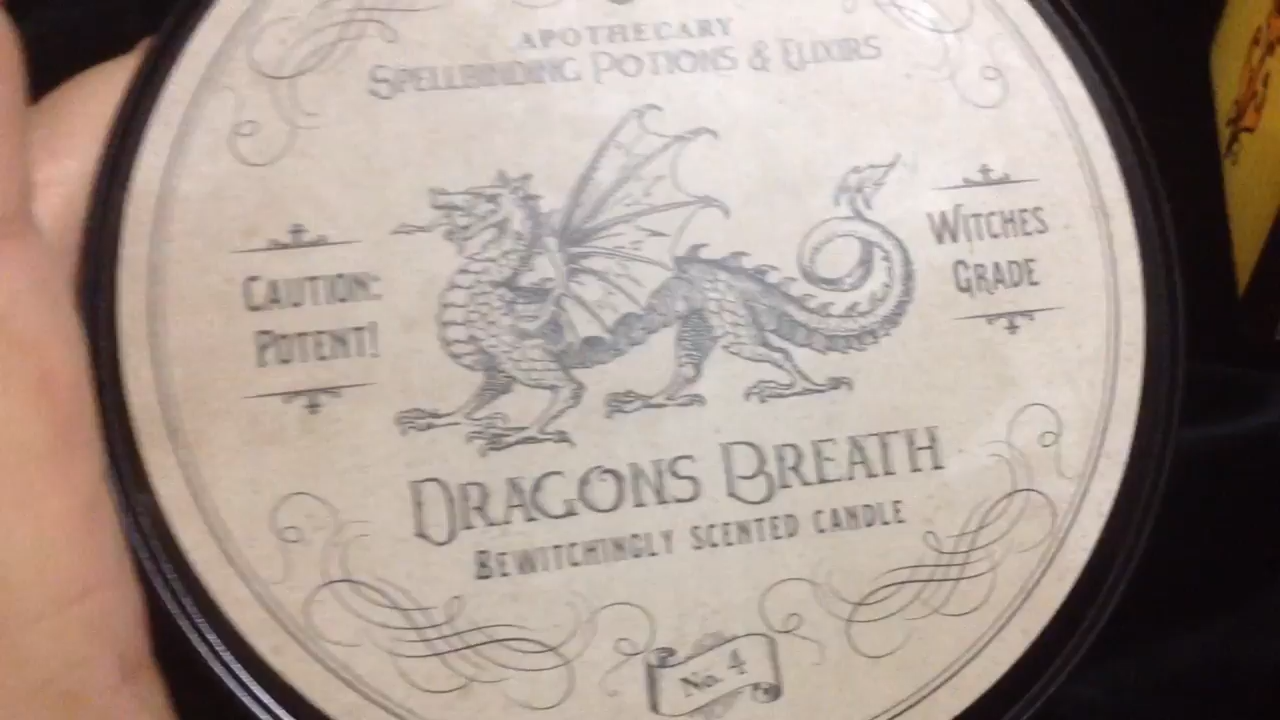 APOTHECARY
SPELLBINDING POTIONS & ELIXIRS
CAUTION:
POTENT!
WITCHES
GRADE
DRAGONS BREATH
BEWITCHINGLY SCENTED CANDLE
No. 4